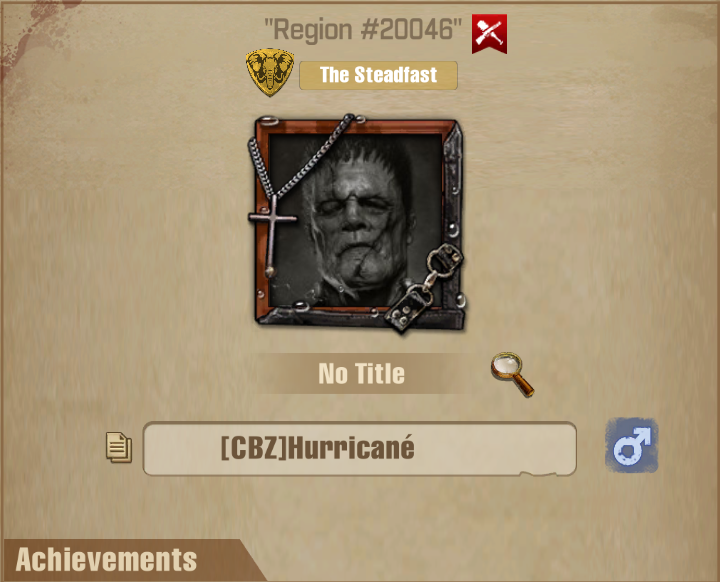 "Region #20046"
The Steadfast
No Title
[CBZ]Hurricané
Achievements